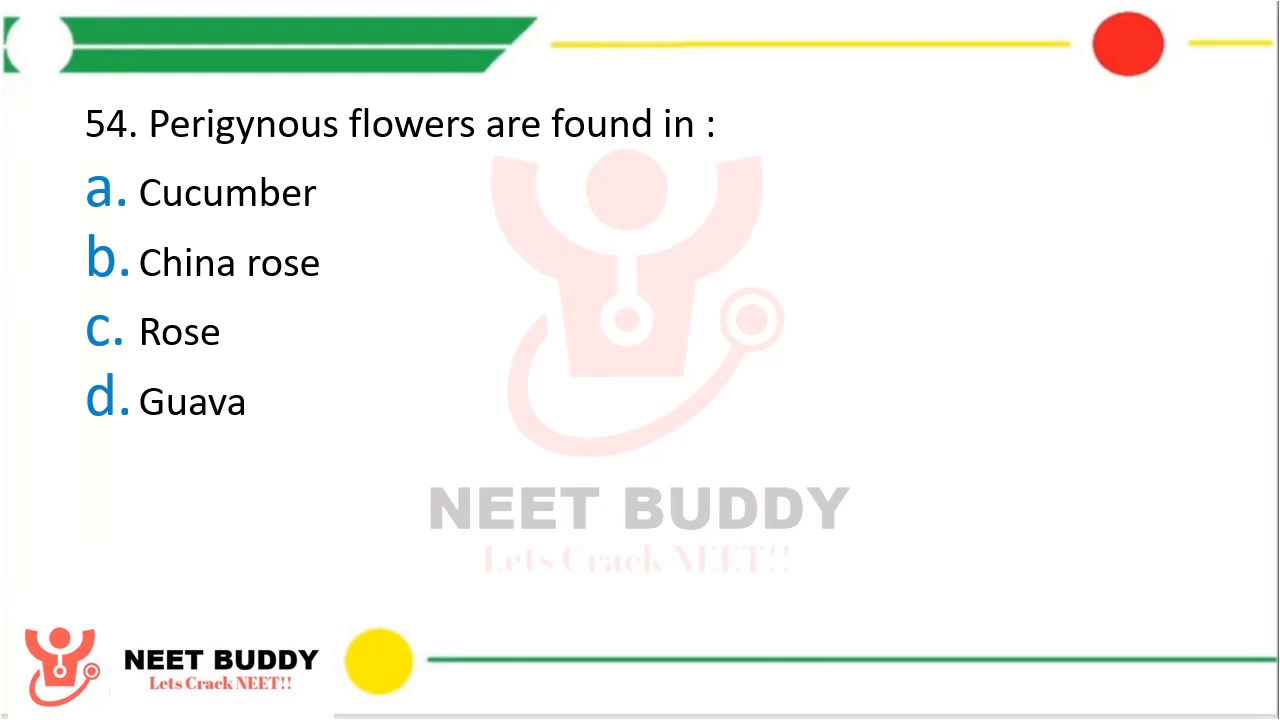 54. Perigynous flowers are found in :
a. Cucumber
b. China rose
c. Rose
d. Guava
NEET BUDDY
Lets Crack NEET!!
NEET BUDDY
Lets Crack NEET!!